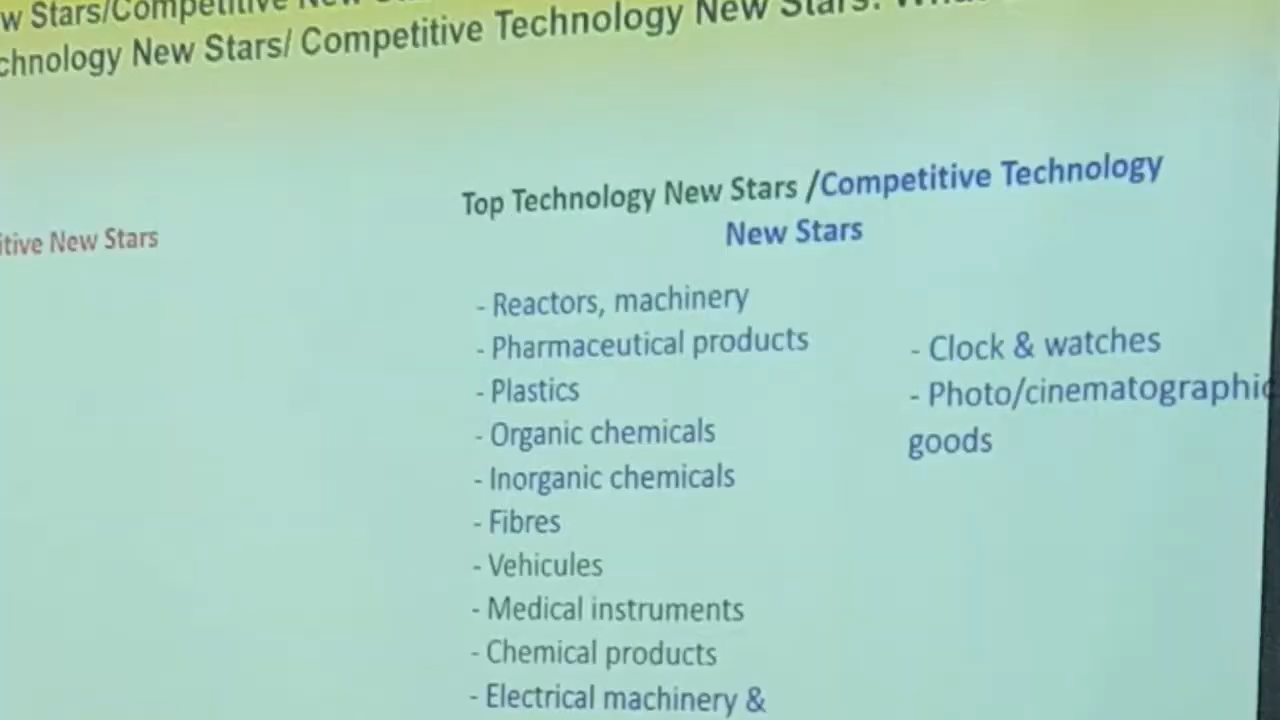 w Stars/Competitive New
chnology New Stars/ Competitive Technology New Stars:
itive New Stars
Top Technology New Stars /Competitive Technology
New Stars
- Reactors, machinery
- Pharmaceutical products
- Plastics
- Organic chemicals
- Inorganic chemicals
- Fibres
- Vehicules
- Medical instruments
- Chemical products
- Electrical machinery &
- Clock & watches
- Photo/cinematographic
goods